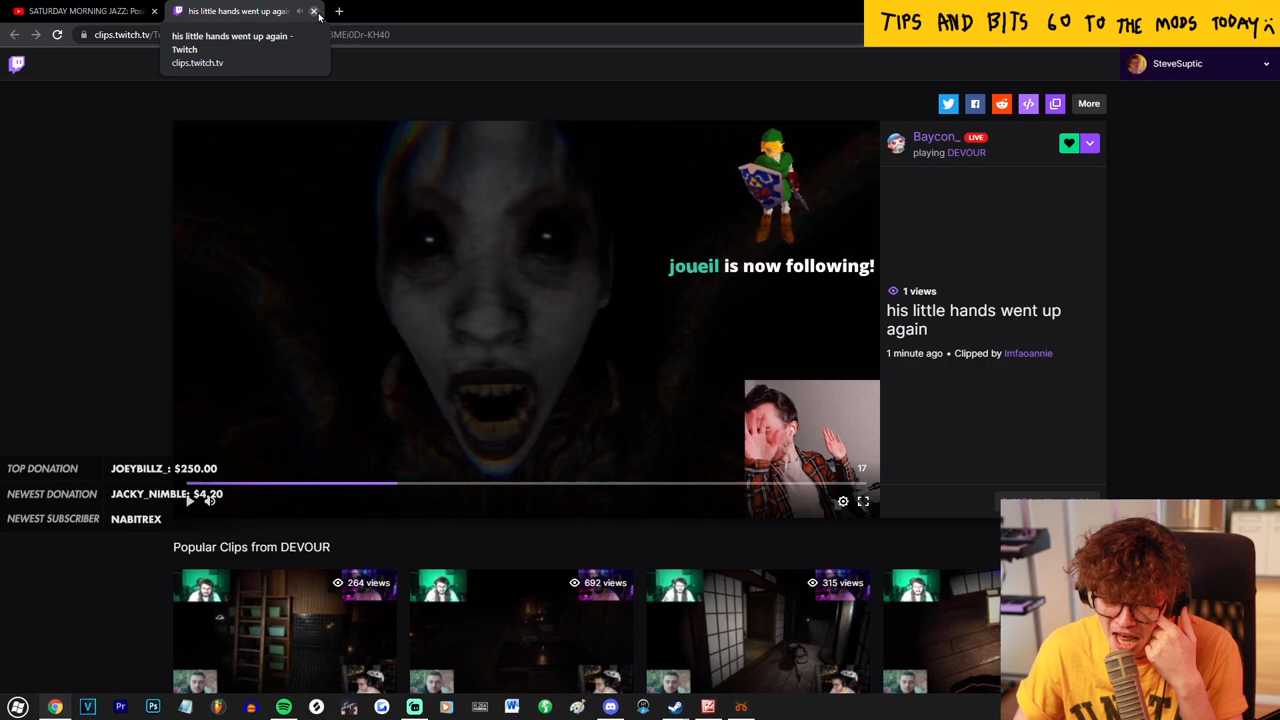 SATURDAY MORNING JAZZ: Posi
his little hands went up agai
TIPS AND BITS GO TO THE MODS TODAY
clips.twitch.tv/T
8MEi0Dr-KH40
his little hands went up again -
Twitch
clips.twitch.tv
SteveSuptic
More
Baycon_ LIVE
playing DEVOUR
joueil is now following!
1 views
his little hands went up
again
1 minute ago • Clipped by lmfaoannie
17
TOP DONATION JOEYBILLZ_: $250.00
NEWEST DONATION JACKY_NIMBLE: $4.20
NEWEST SUBSCRIBER NABITREX
Popular Clips from DEVOUR
264 views
692 views
315 views